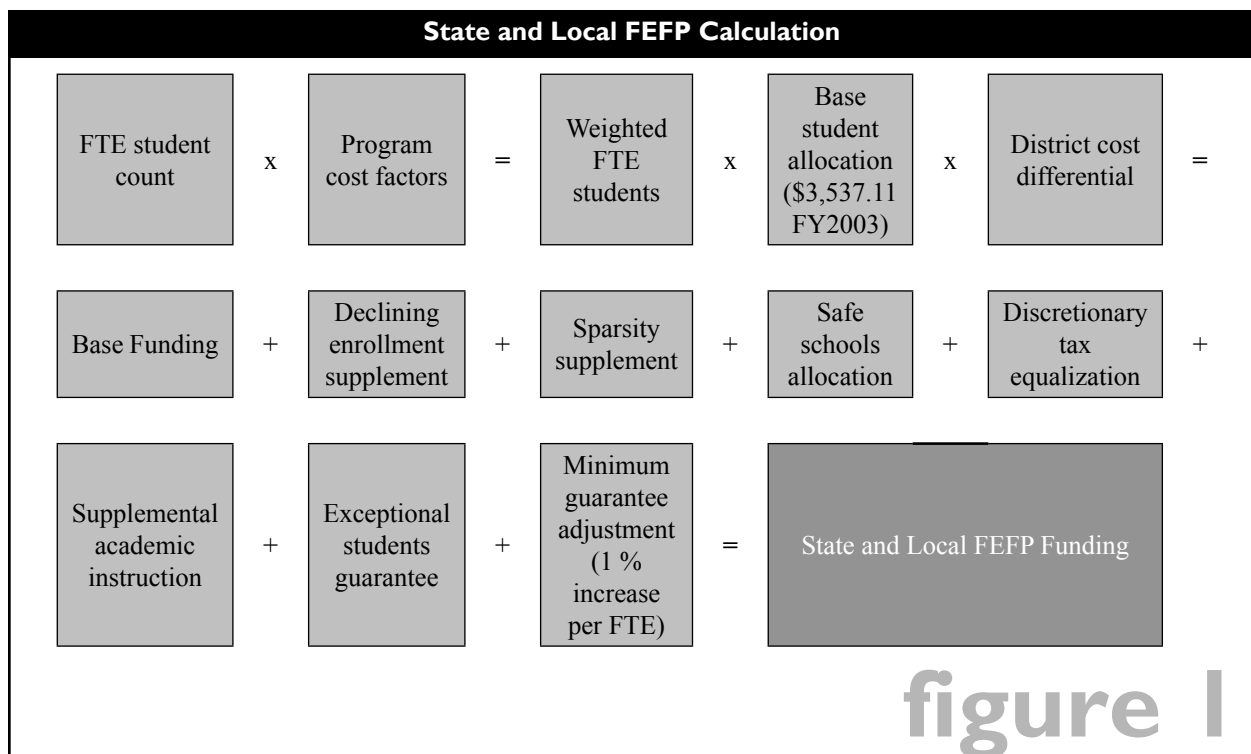 State and Local FEFP Calculation
FTE student
count
x
Program
cost factors
=
Weighted
FTE
students
x
Base
student
allocation
($3,537.11
FY2003)
x
District cost
differential
=
Base Funding
+
Declining
enrollment
supplement
+
Sparsity
supplement
+
Safe
schools
allocation
+
Discretionary
tax
equalization
+
Supplemental
academic
instruction
+
Exceptional
students
guarantee
+
Minimum
guarantee
adjustment
(1 %
increase
per FTE)
=
State and Local FEFP Funding
figure 1